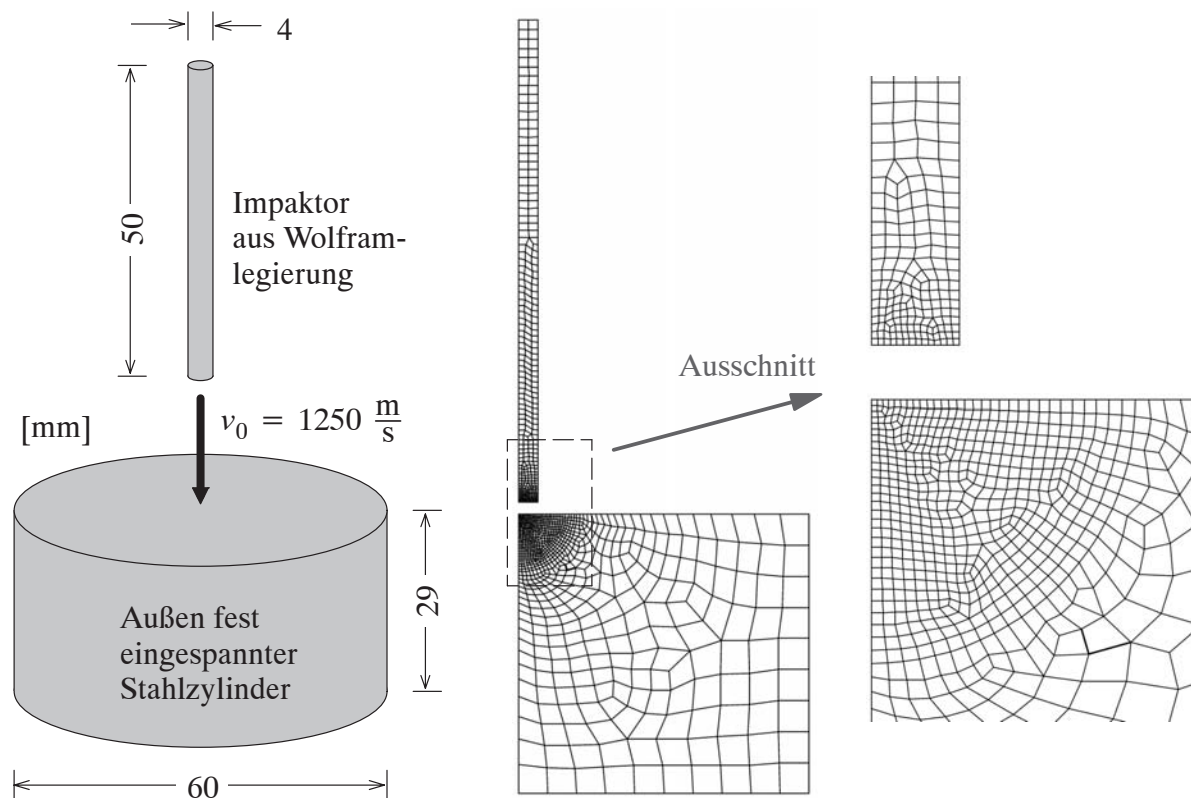 4
50
Impaktor
aus Wolfram-
legierung
[mm]
v₀ = 1250 m/s
Außen fest
eingespannter
Stahlzylinder
29
60
Ausschnitt